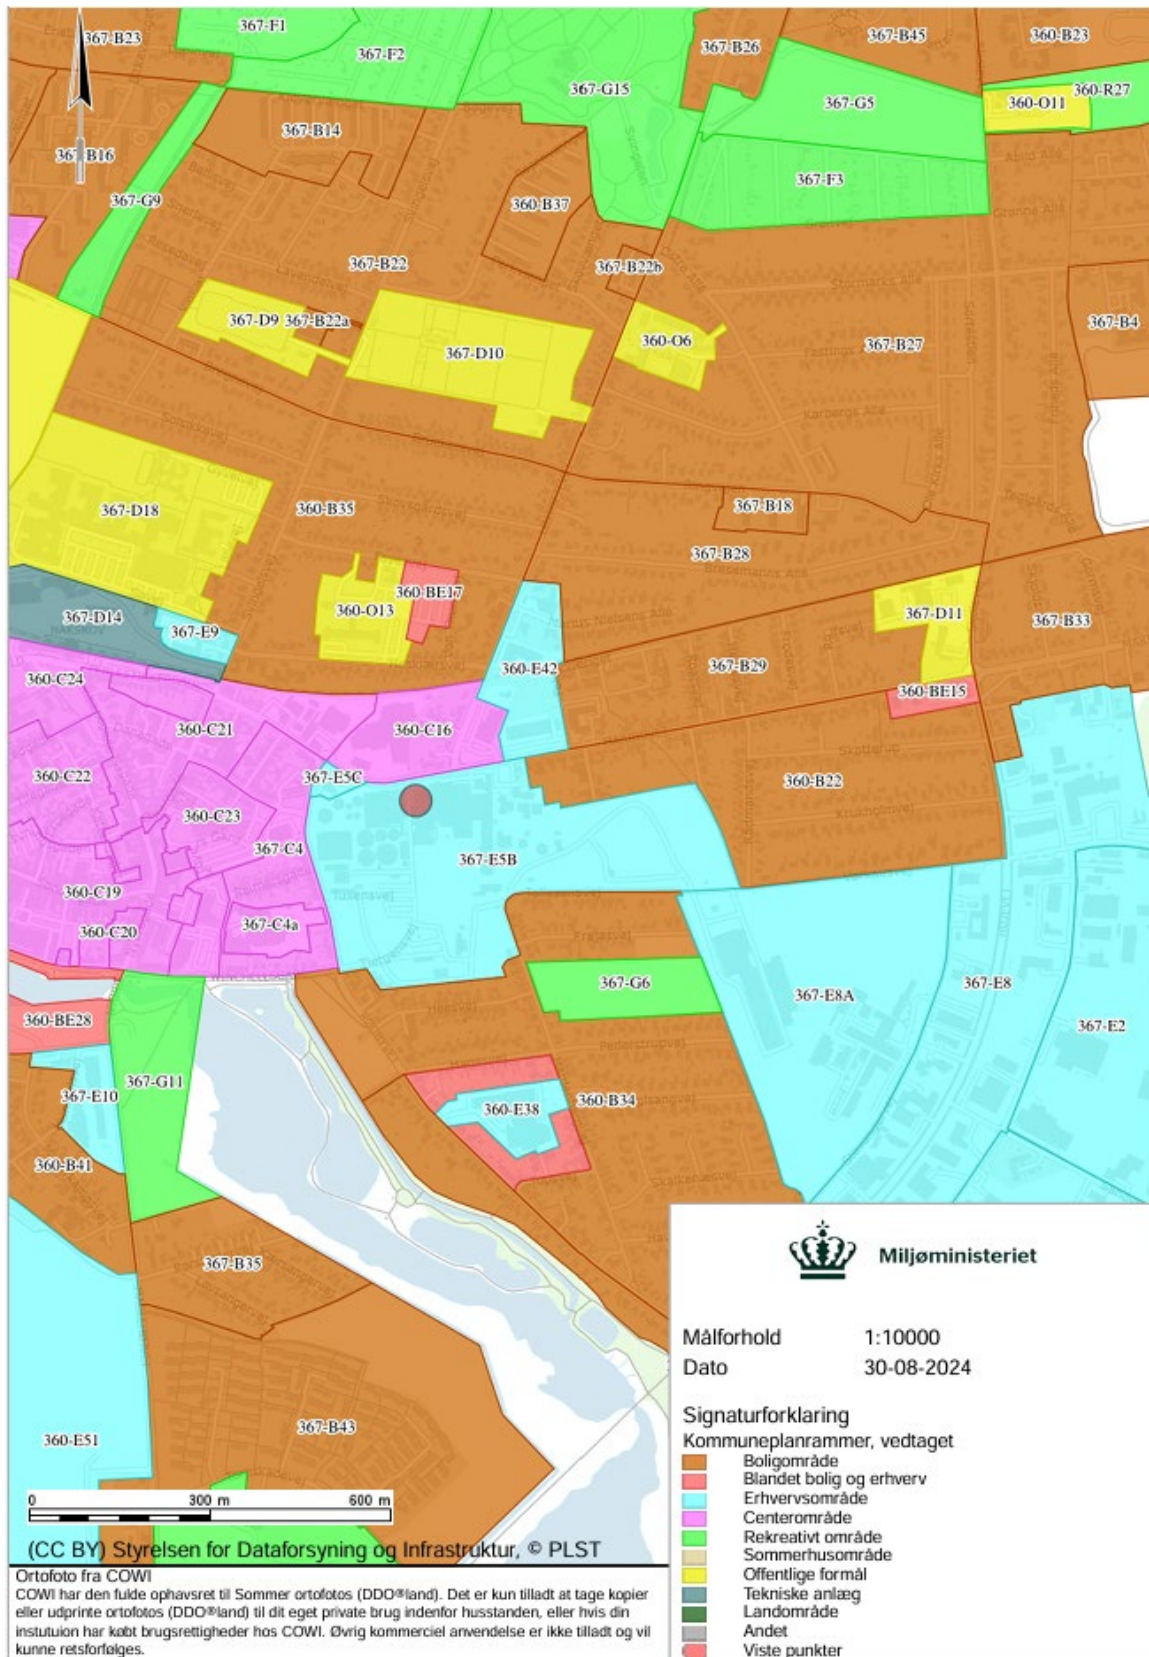 367-F1
367-B23
367-F2
367-B26
367-B45
360-B23
367-G15
367-G5
360-R27
360-O11
367-B14
367-B16
367-F3
367-G9
360-B37
Grønne Alle
367-B22
367-B22b
Stormarks Alle
367-D9
367-B22a
367-B4
367-D10
360-O6
367-B27
Karbergs Alle
367-D18
360-B35
367-B18
367-B28
360-BE17
367-D14
360-O13
367-D11
367-B33
367-E9
360-E42
367-B29
360-C24
360-BE15
360-C21
360-C16
360-C22
367-E5C
360-B22
Krukholmvej
360-C23
367-C4
367-E5B
360-C19
360-C20
367-C4a
Tuxensvej
Frejasvej
367-G6
367-E8A
367-E8
360-BE28
367-E2
Pederstrupvej
367-G11
367-E10
360-E38
360-B34
360-B41
367-B35
367-B43
360-E51
Miljøministeriet
Målforhold 1:10000
Dato 30-08-2024
Signaturforklaring
Kommuneplanrammer, vedtaget
Boligområde
Blandet bolig og erhverv
Erhvervsområde
Centerområde
Rekreativt område
Sommerhusområde
Offentlige formål
Tekniske anlæg
Landområde
Andet
Viste punkter
0 300 m 600 m
(CC BY) Styrelsen for Dataforsyning og Infrastruktur, © PLST
Ortofoto fra COWI
COWI har den fulde ophavsret til Sommer ortofotos (DDO®land). Det er kun tilladt at tage kopier
eller udprinte ortofotos (DDO®land) til dit eget private brug indenfor husstanden, eller hvis din
instutuion har købt brugsrettigheder hos COWI. Øvrig kommerciel anvendelse er ikke tilladt og vil
kunne retsforfølges.